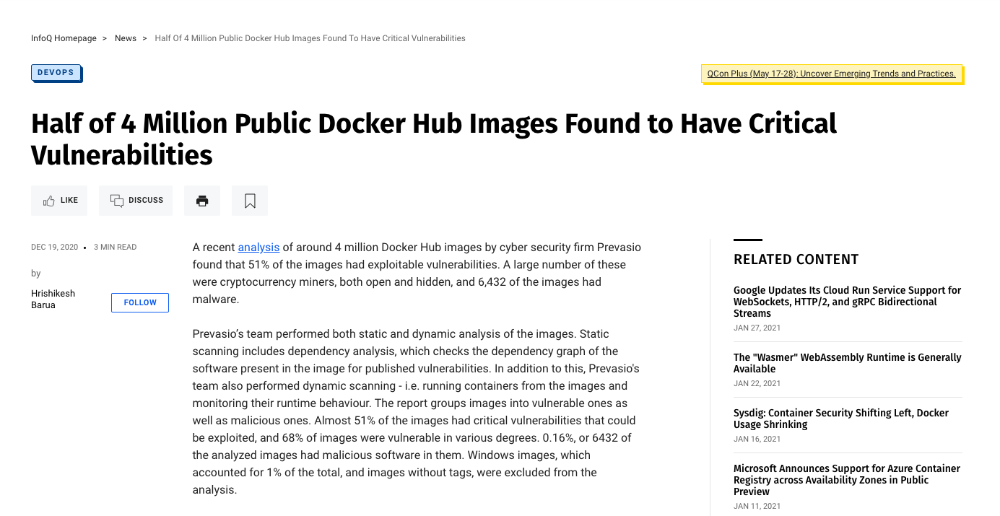 InfoQ Homepage > News > Half Of 4 Million Public Docker Hub Images Found To Have Critical Vulnerabilities
DEVOPS
QCon Plus (May 17-28): Uncover Emerging Trends and Practices.
Half of 4 Million Public Docker Hub Images Found to Have Critical
Vulnerabilities
LIKE
DISCUSS
DEC 19, 2020 • 3 MIN READ
by
Hrishikesh
Barua
FOLLOW
A recent analysis of around 4 million Docker Hub images by cyber security firm Prevasio
found that 51% of the images had exploitable vulnerabilities. A large number of these
were cryptocurrency miners, both open and hidden, and 6,432 of the images had
malware.
Prevasio’s team performed both static and dynamic analysis of the images. Static
scanning includes dependency analysis, which checks the dependency graph of the
software present in the image for published vulnerabilities. In addition to this, Prevasio's
team also performed dynamic scanning - i.e. running containers from the images and
monitoring their runtime behaviour. The report groups images into vulnerable ones as
well as malicious ones. Almost 51% of the images had critical vulnerabilities that could
be exploited, and 68% of images were vulnerable in various degrees. 0.16%, or 6432 of
the analyzed images had malicious software in them. Windows images, which
accounted for 1% of the total, and images without tags, were excluded from the
analysis.
RELATED CONTENT
Google Updates Its Cloud Run Service Support for
WebSockets, HTTP/2, and gRPC Bidirectional
Streams
JAN 27, 2021
The "Wasmer" WebAssembly Runtime is Generally
Available
JAN 22, 2021
Sysdig: Container Security Shifting Left, Docker
Usage Shrinking
JAN 16, 2021
Microsoft Announces Support for Azure Container
Registry across Availability Zones in Public
Preview
JAN 11, 2021